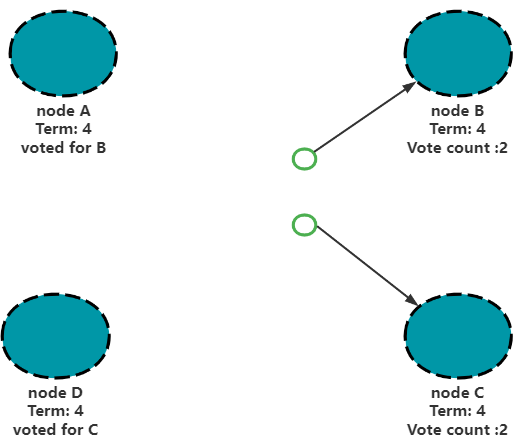 node A
Term: 4
voted for B
node B
Term: 4
Vote count :2
node D
Term: 4
voted for C
node C
Term: 4
Vote count :2